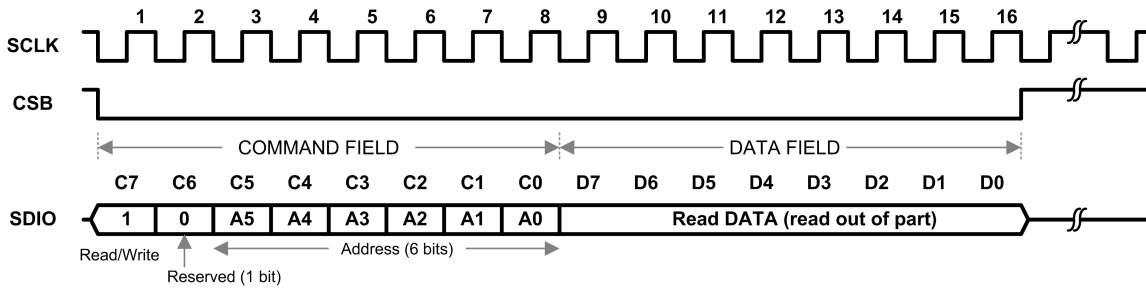 1 2 3 4 5 6 7 8 9 10 11 12 13 14 15 16
SCLK
CSB
COMMAND FIELD DATA FIELD
C7 C6 C5 C4 C3 C2 C1 C0 D7 D6 D5 D4 D3 D2 D1 D0
SDIO 1 0 A5 A4 A3 A2 A1 A0 Read DATA (read out of part)
Read/Write Address (6 bits)
Reserved (1 bit)